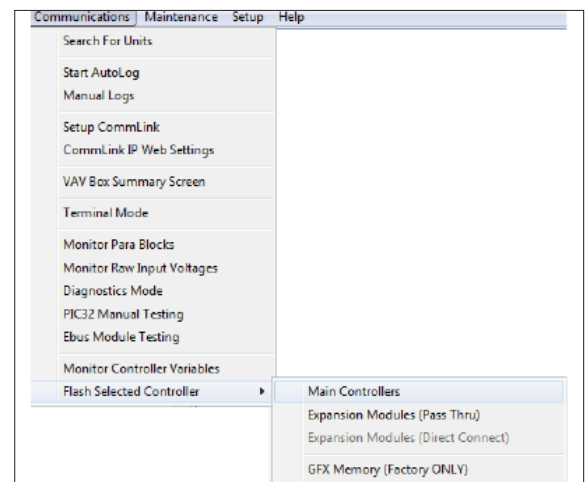 Communications Maintenance Setup Help
Search For Units
Start AutoLog
Manual Logs
Setup CommLink
CommLink IP Web Settings
VAV Box Summary Screen
Terminal Mode
Monitor Para Blocks
Monitor Raw Input Voltages
Diagnostics Mode
PIC32 Manual Testing
Ebus Module Testing
Monitor Controller Variables
Flash Selected Controller
Main Controllers
Expansion Modules (Pass Thru)
Expansion Modules (Direct Connect)
GFX Memory (Factory ONLY)